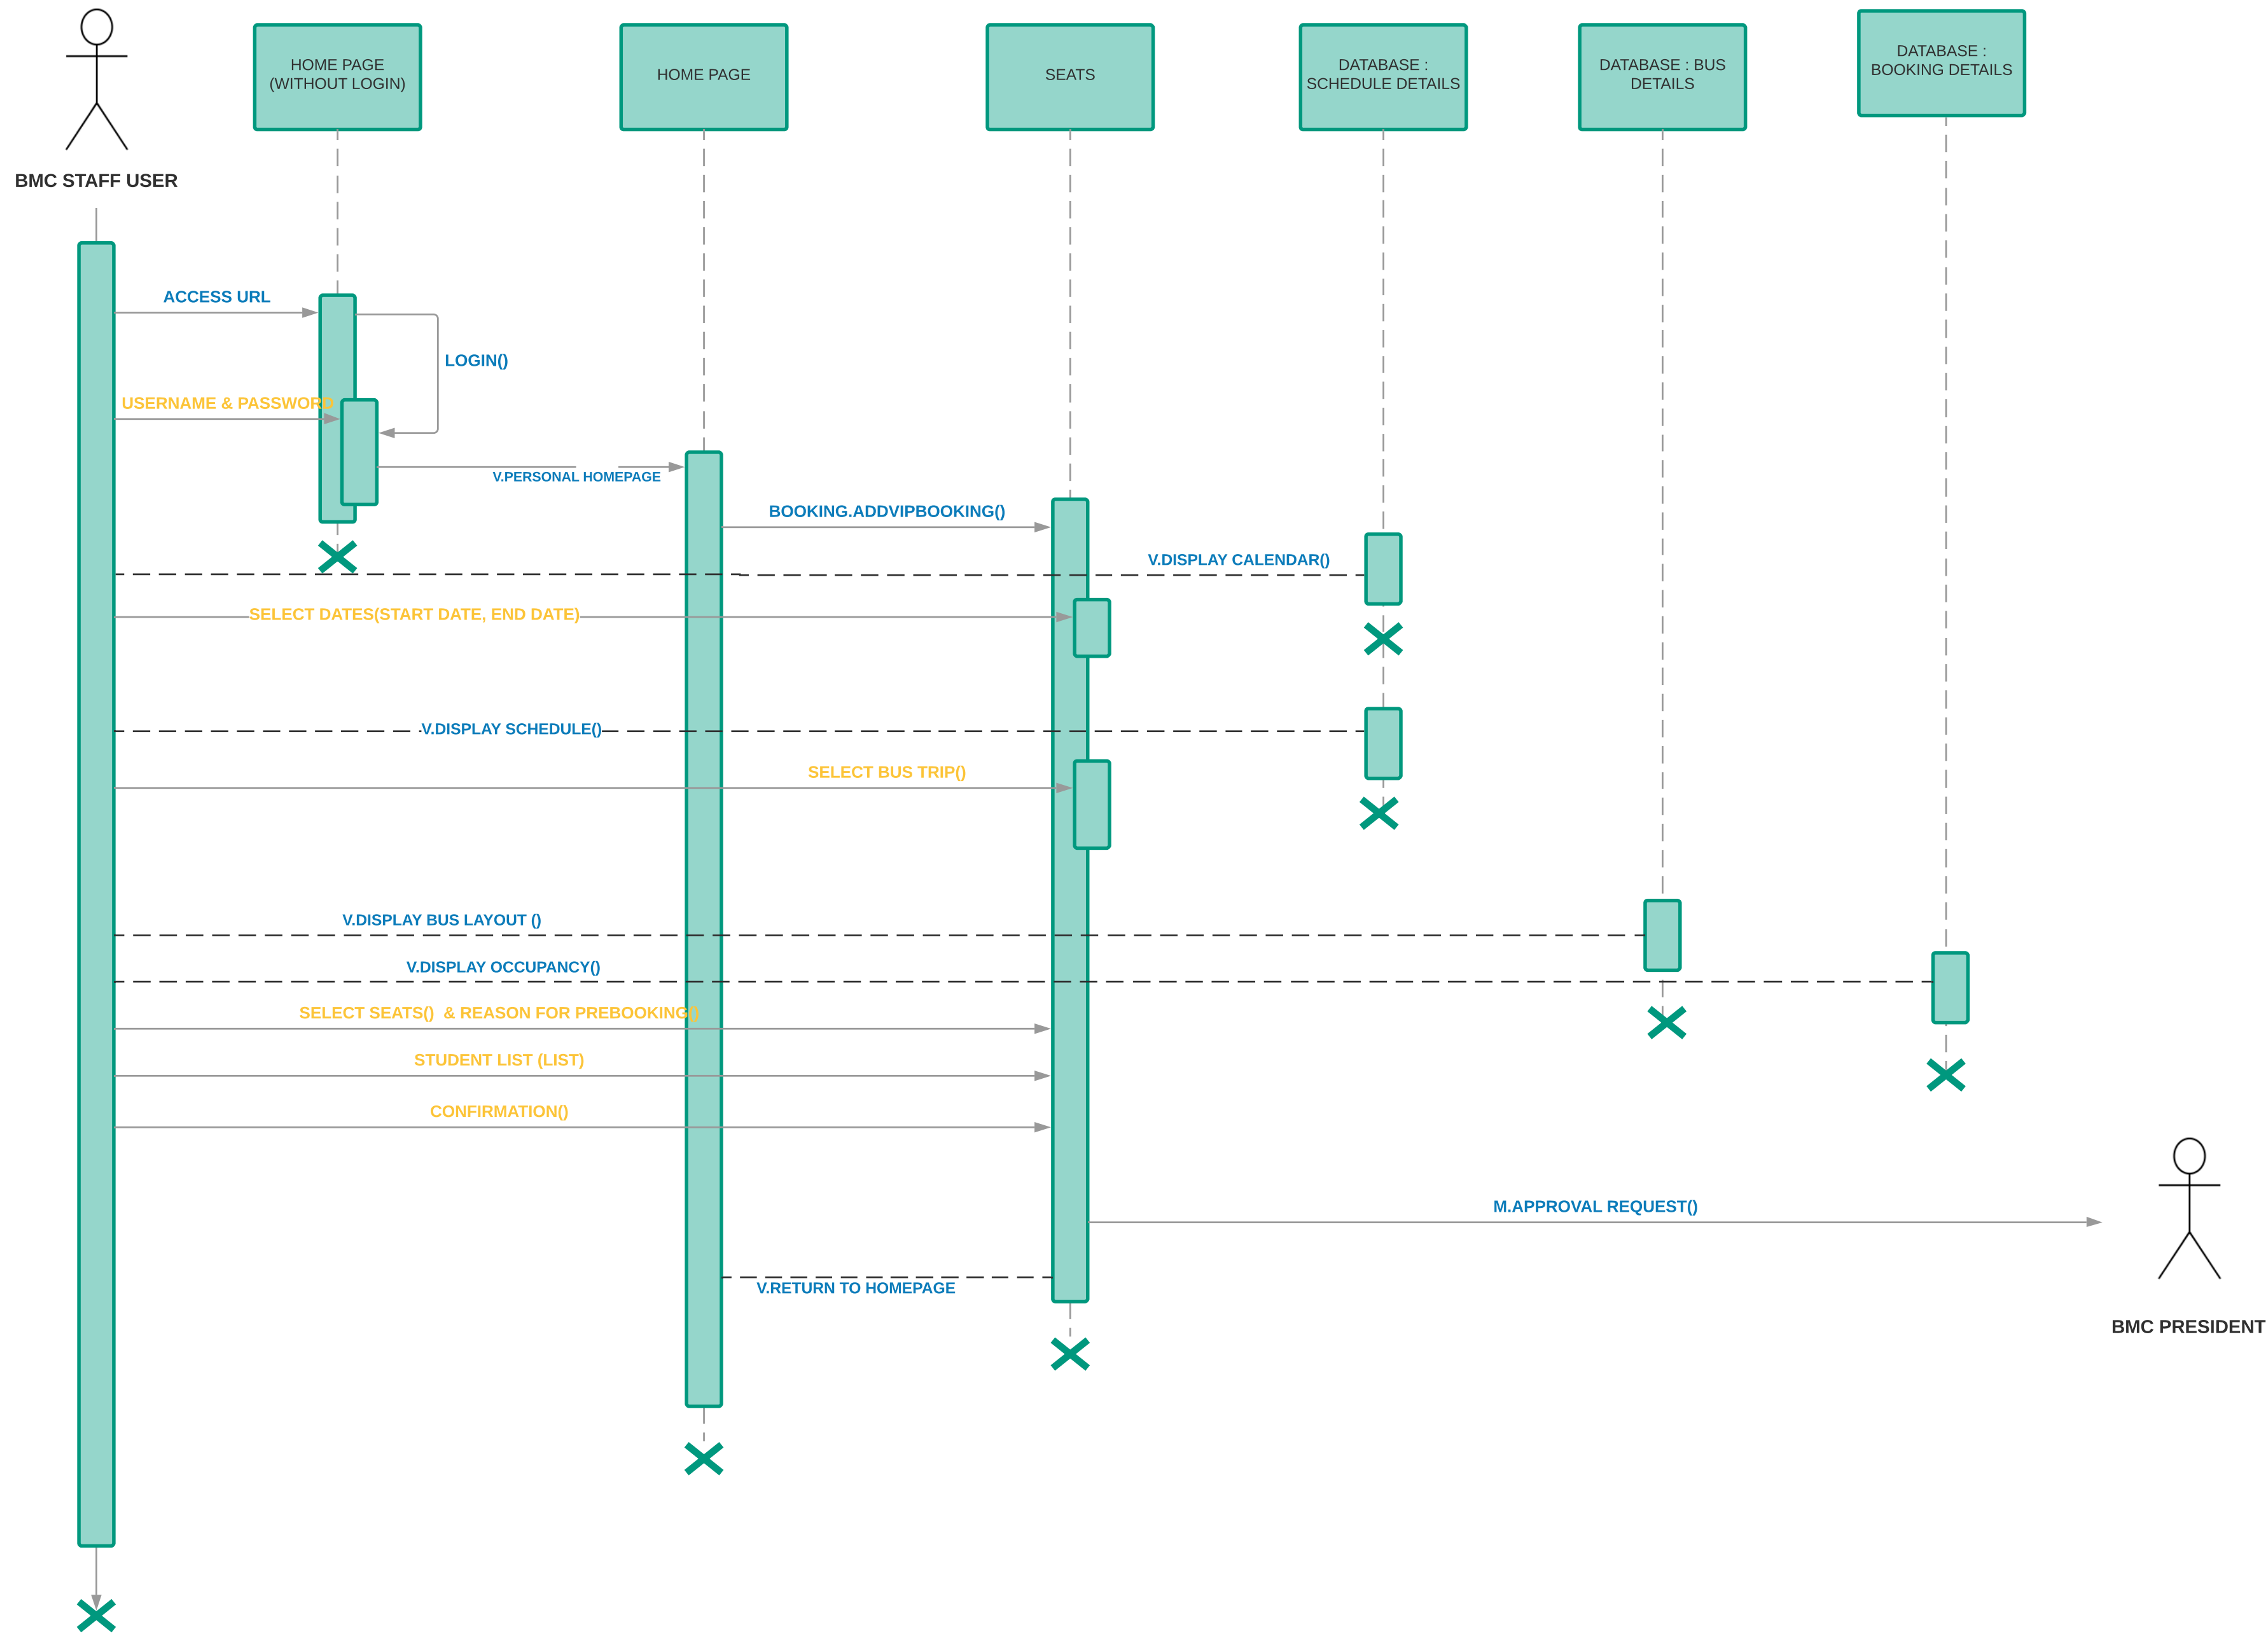 HOME PAGE
(WITHOUT LOGIN)
HOME PAGE
SEATS
DATABASE :
SCHEDULE DETAILS
DATABASE : BUS
DETAILS
DATABASE :
BOOKING DETAILS
BMC STAFF USER
ACCESS URL
LOGIN()
USERNAME & PASSWORD
V.PERSONAL HOMEPAGE
BOOKING.ADDVIPBOOKING()
V.DISPLAY CALENDAR()
SELECT DATES(START DATE, END DATE)
V.DISPLAY SCHEDULE()
SELECT BUS TRIP()
V.DISPLAY BUS LAYOUT ()
V.DISPLAY OCCUPANCY()
SELECT SEATS()  & REASON FOR PREBOOKING()
STUDENT LIST (LIST)
CONFIRMATION()
M.APPROVAL REQUEST()
V.RETURN TO HOMEPAGE
BMC PRESIDENT